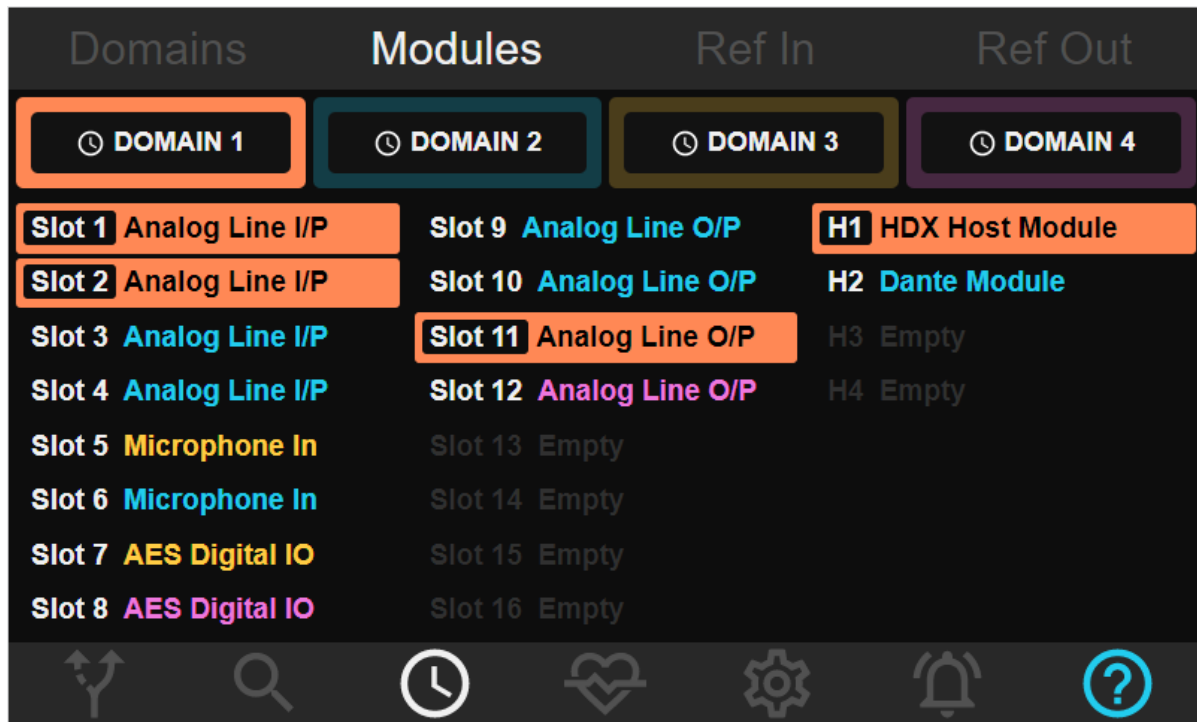 Domains Modules Ref In Ref Out
DOMAIN 1 DOMAIN 2 DOMAIN 3 DOMAIN 4
Slot 1 Analog Line I/P
Slot 2 Analog Line I/P
Slot 3 Analog Line I/P
Slot 4 Analog Line I/P
Slot 5 Microphone In
Slot 6 Microphone In
Slot 7 AES Digital IO
Slot 8 AES Digital IO
Slot 9 Analog Line O/P
Slot 10 Analog Line O/P
Slot 11 Analog Line O/P
Slot 12 Analog Line O/P
Slot 13 Empty
Slot 14 Empty
Slot 15 Empty
Slot 16 Empty
H1 HDX Host Module
H2 Dante Module
H3 Empty
H4 Empty
?